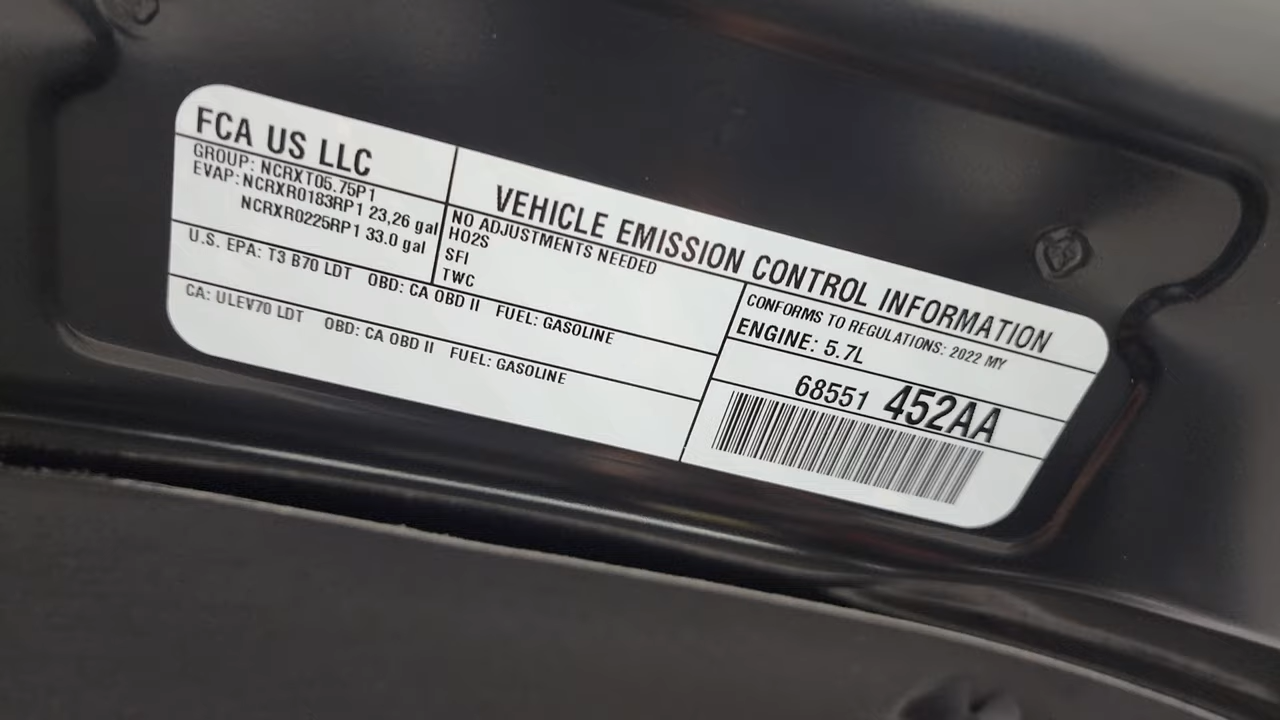 FCA US LLC
GROUP: NCRXT05.75P1
EVAP: NCRXR0183RP1 23,26 gal
NCRXR0225RP1 33.0 gal
VEHICLE EMISSION CONTROL INFORMATION
NO ADJUSTMENTS NEEDED
HO2S
SFI
TWC
CONFORMS TO REGULATIONS: 2022 MY
ENGINE: 5.7L
U.S. EPA: T3 B70 LDT OBD: CA OBD II FUEL: GASOLINE
CA: ULEV70 LDT OBD: CA OBD II FUEL: GASOLINE
68551 452AA